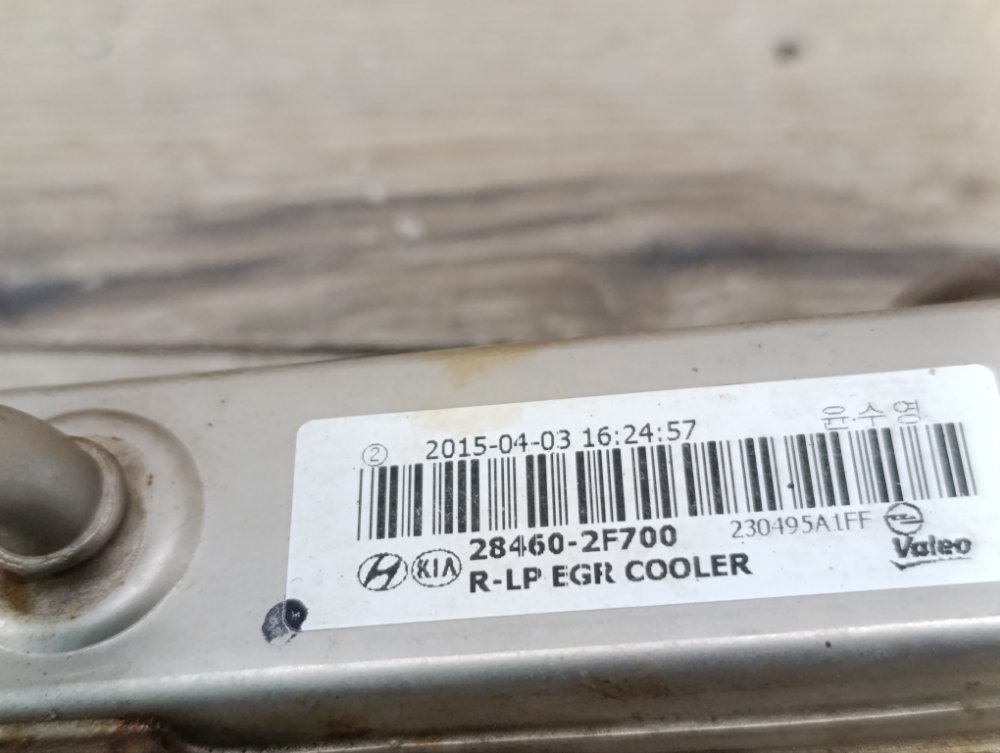 ② 2015-04-03 16:24:57 윤수영
28460-2F700 230495A1FF
KIA R-LP EGR COOLER Valeo